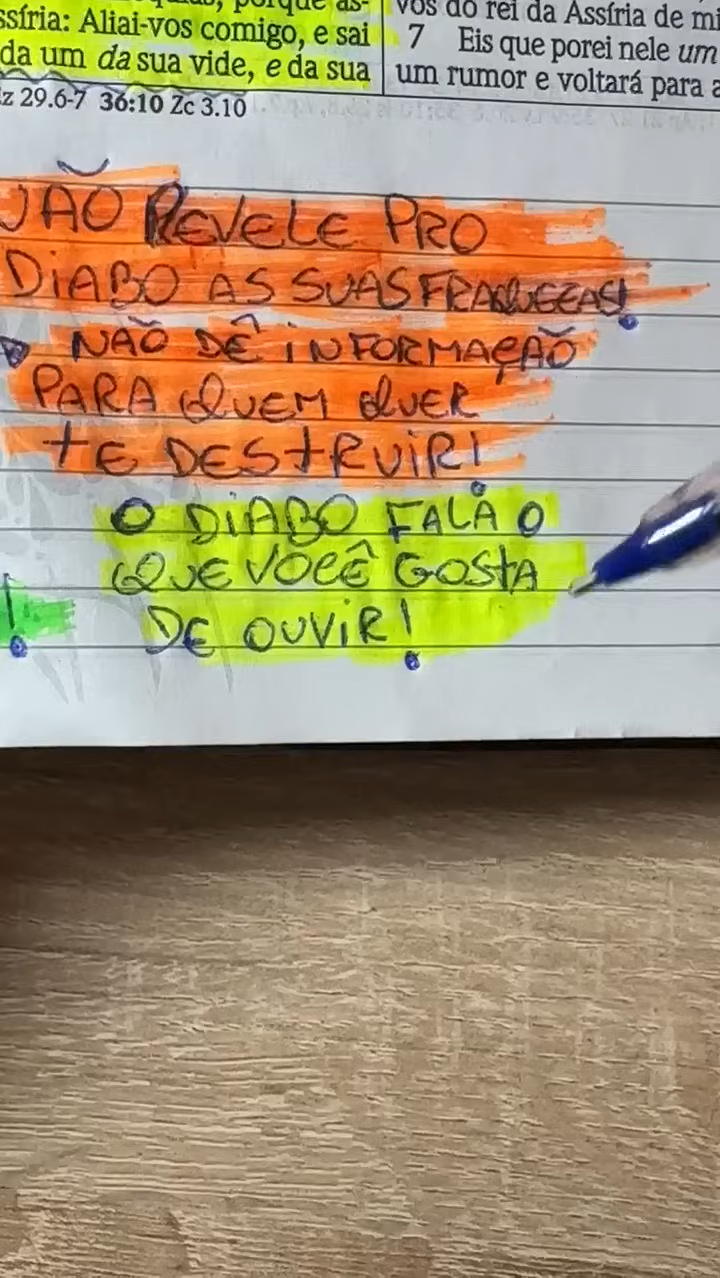 ssíria: Aliai-vos comigo, e sai
da um da sua vide, e da sua
z 29.6-7 36:10 Zc 3.10
vos do rei da Assíria de mi
7 Eis que porei nele um
um rumor e voltará para a
NÃO REVELE PRO
DIABO AS SUAS FRAQUEZAS!
NÃO DÊ INFORMAÇÃO
PARA QUEM QUER
TE DESTRUIR!
O DIABO FALA O
QUE VOCÊ GOSTA
DE OUVIR!
!